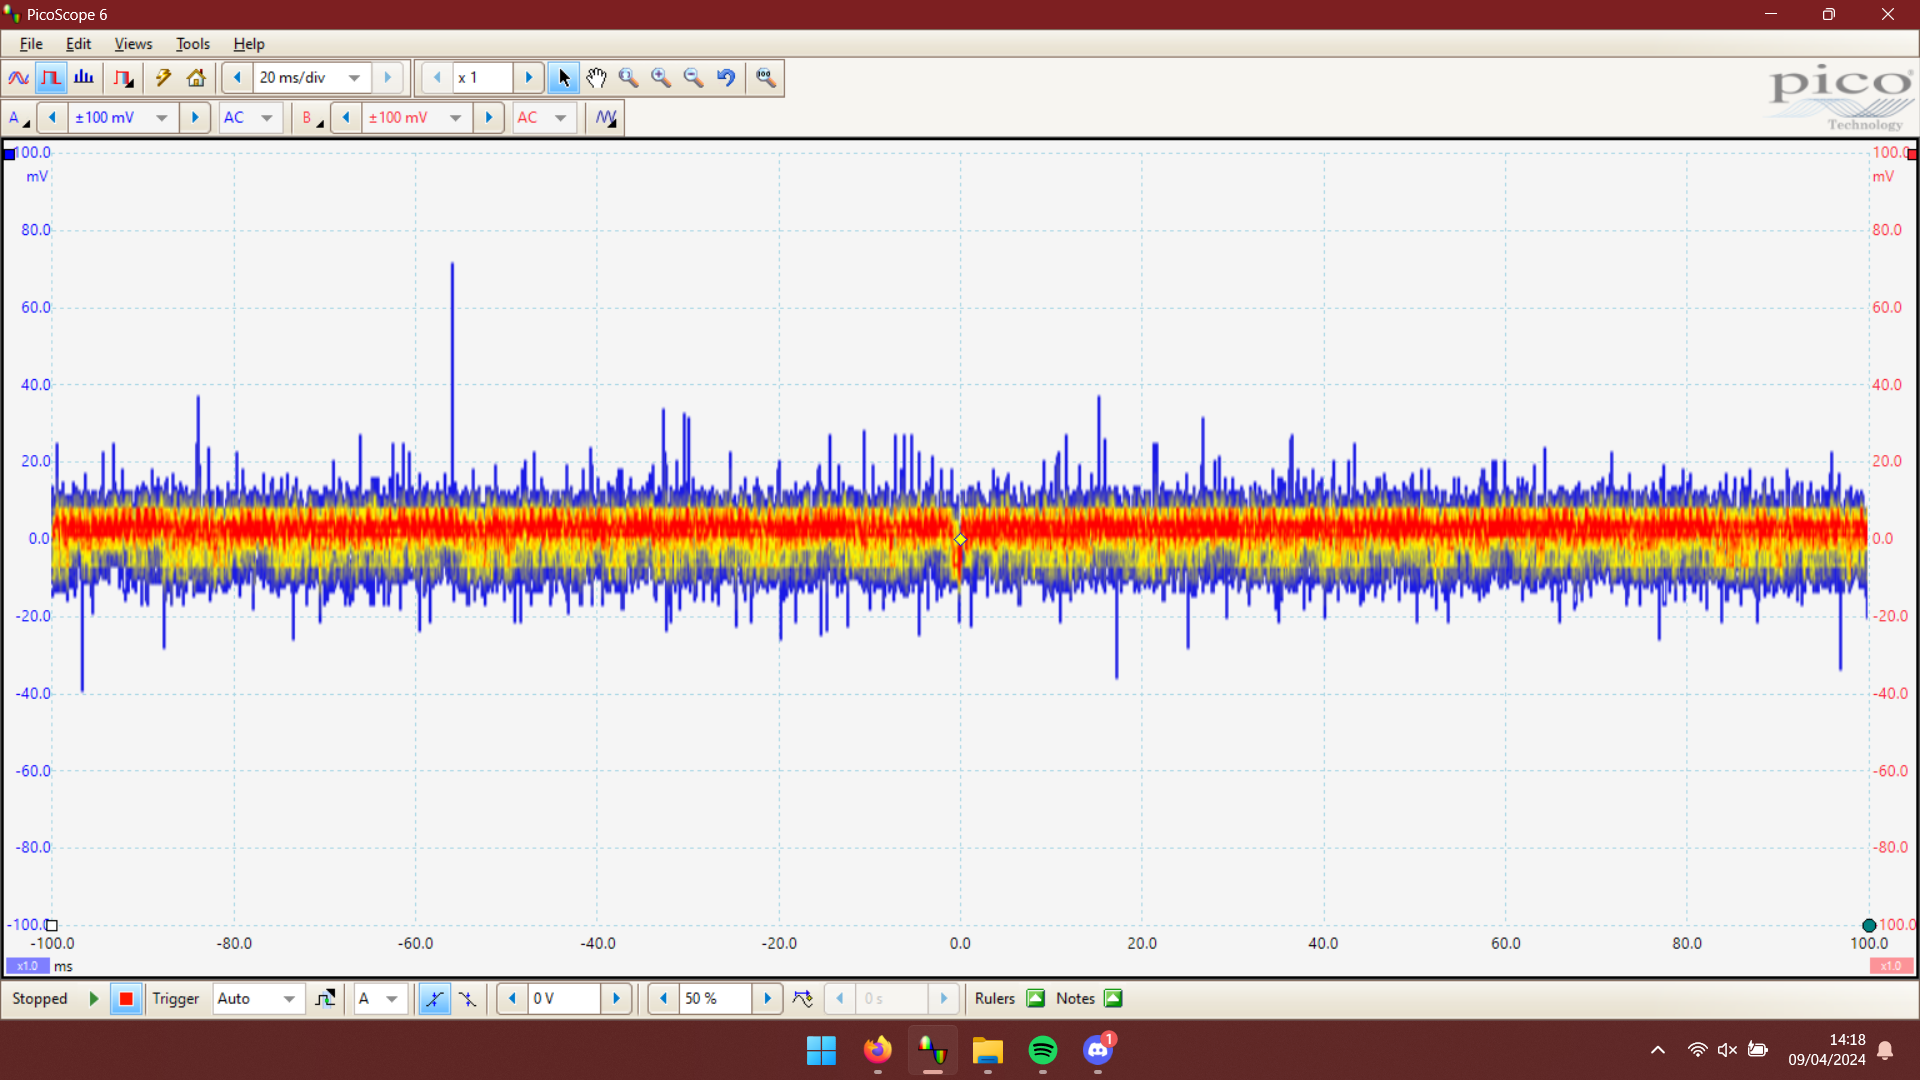 PicoScope 6
File Edit Views Tools Help
20 ms/div x 1
A ±100 mV AC B ±100 mV AC
pico
Technology
100.0 100.0
mV mV
80.0 80.0
60.0 60.0
40.0 40.0
20.0 20.0
0.0 0.0
-20.0 -20.0
-40.0 -40.0
-60.0 -60.0
-80.0 -80.0
-100.0 100.0
-100.0 -80.0 -60.0 -40.0 -20.0 0.0 20.0 40.0 60.0 80.0 100.0
x1.0 ms x1.0
Stopped Trigger Auto A 0 V 50 % 0 s Rulers Notes
1
14:18
09/04/2024